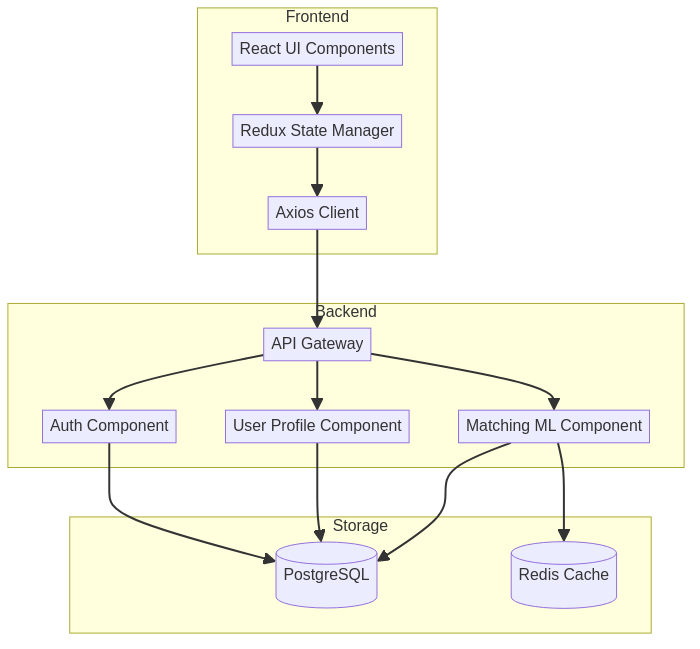 Frontend
React UI Components
Redux State Manager
Axios Client
Backend
API Gateway
Auth Component
User Profile Component
Matching ML Component
Storage
PostgreSQL
Redis Cache